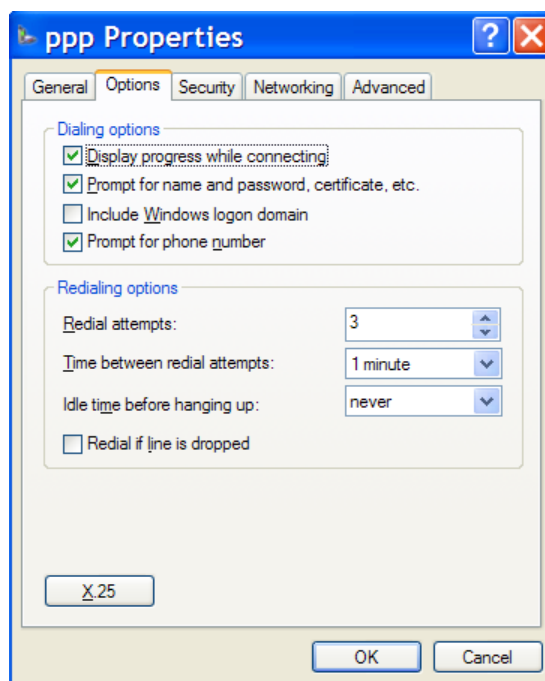 ppp Properties
General Options Security Networking Advanced
Dialing options
Display progress while connecting
Prompt for name and password, certificate, etc.
Include Windows logon domain
Prompt for phone number
Redialing options
Redial attempts: 3
Time between redial attempts: 1 minute
Idle time before hanging up: never
Redial if line is dropped
X.25
OK Cancel